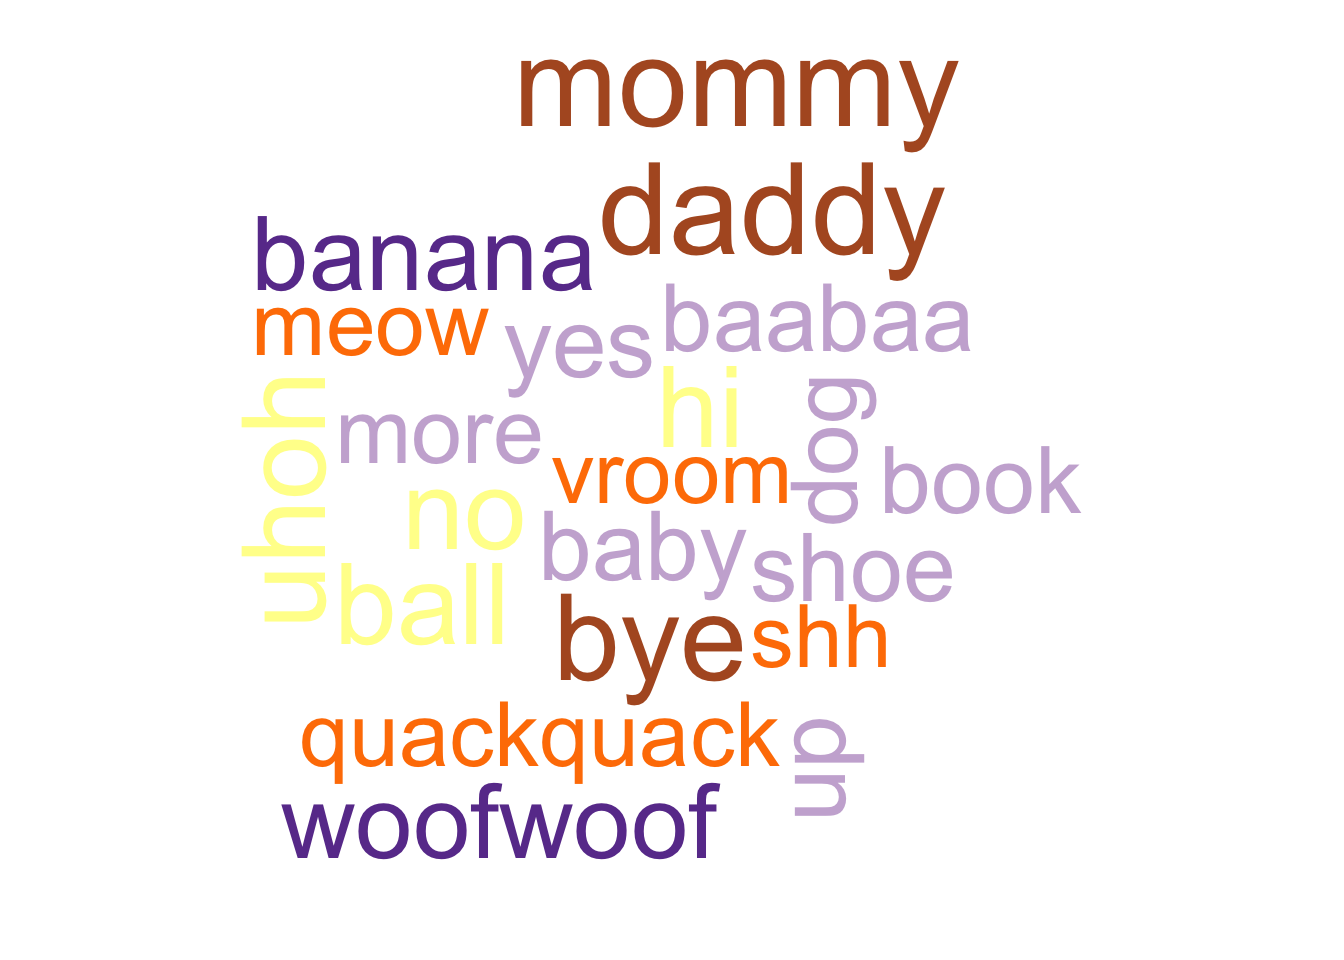 mommy
daddy
banana
meow
yes
baabaa
uhoh
more
hi
dog
vroom
book
no
baby
shoe
ball
bye
shh
quackquack
up
woofwoof